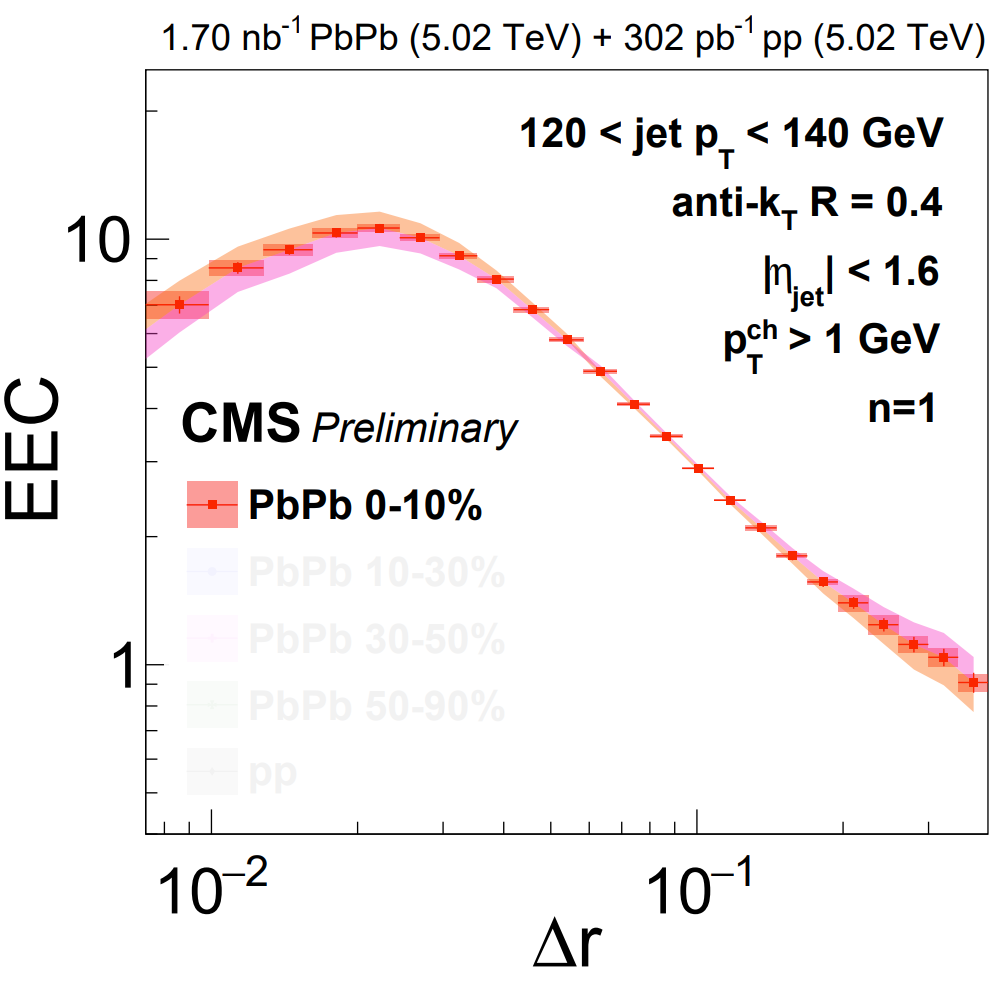 1.70 nb⁻¹ PbPb (5.02 TeV) + 302 pb⁻¹ pp (5.02 TeV)
120 < jet p_T < 140 GeV
anti-k_T R = 0.4
|η_jet| < 1.6
p_T^ch > 1 GeV
n=1
EEC
10
1
CMS Preliminary
PbPb 0-10%
PbPb 10-30%
PbPb 30-50%
PbPb 50-90%
pp
10⁻² 10⁻¹
Δr